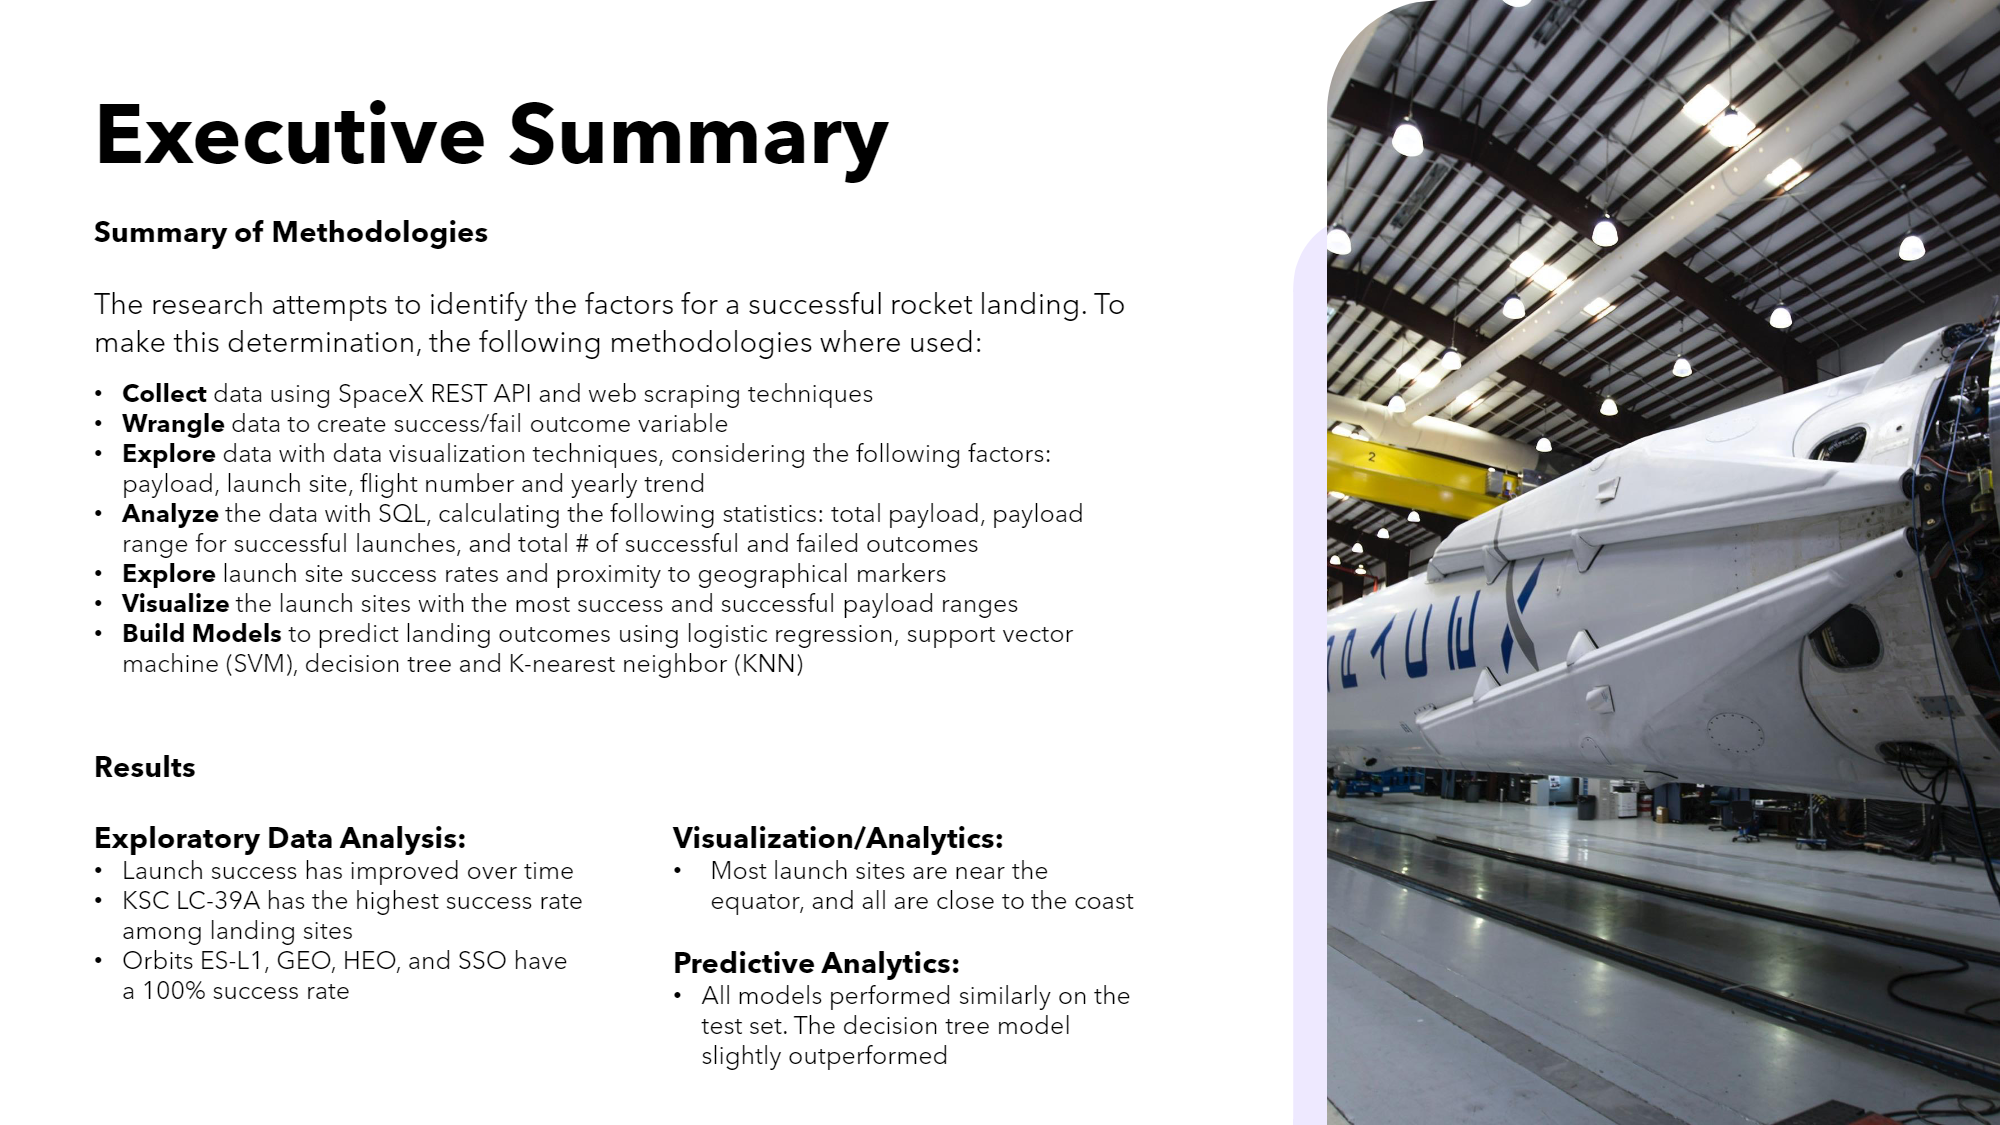 Executive Summary
Summary of Methodologies
The research attempts to identify the factors for a successful rocket landing. To
make this determination, the following methodologies where used:
• Collect data using SpaceX REST API and web scraping techniques
• Wrangle data to create success/fail outcome variable
• Explore data with data visualization techniques, considering the following factors:
payload, launch site, flight number and yearly trend
• Analyze the data with SQL, calculating the following statistics: total payload, payload
range for successful launches, and total # of successful and failed outcomes
• Explore launch site success rates and proximity to geographical markers
• Visualize the launch sites with the most success and successful payload ranges
• Build Models to predict landing outcomes using logistic regression, support vector
machine (SVM), decision tree and K-nearest neighbor (KNN)
Results
Exploratory Data Analysis:
• Launch success has improved over time
• KSC LC-39A has the highest success rate
among landing sites
• Orbits ES-L1, GEO, HEO, and SSO have
a 100% success rate
Visualization/Analytics:
• Most launch sites are near the
equator, and all are close to the coast
Predictive Analytics:
• All models performed similarly on the
test set. The decision tree model
slightly outperformed
2